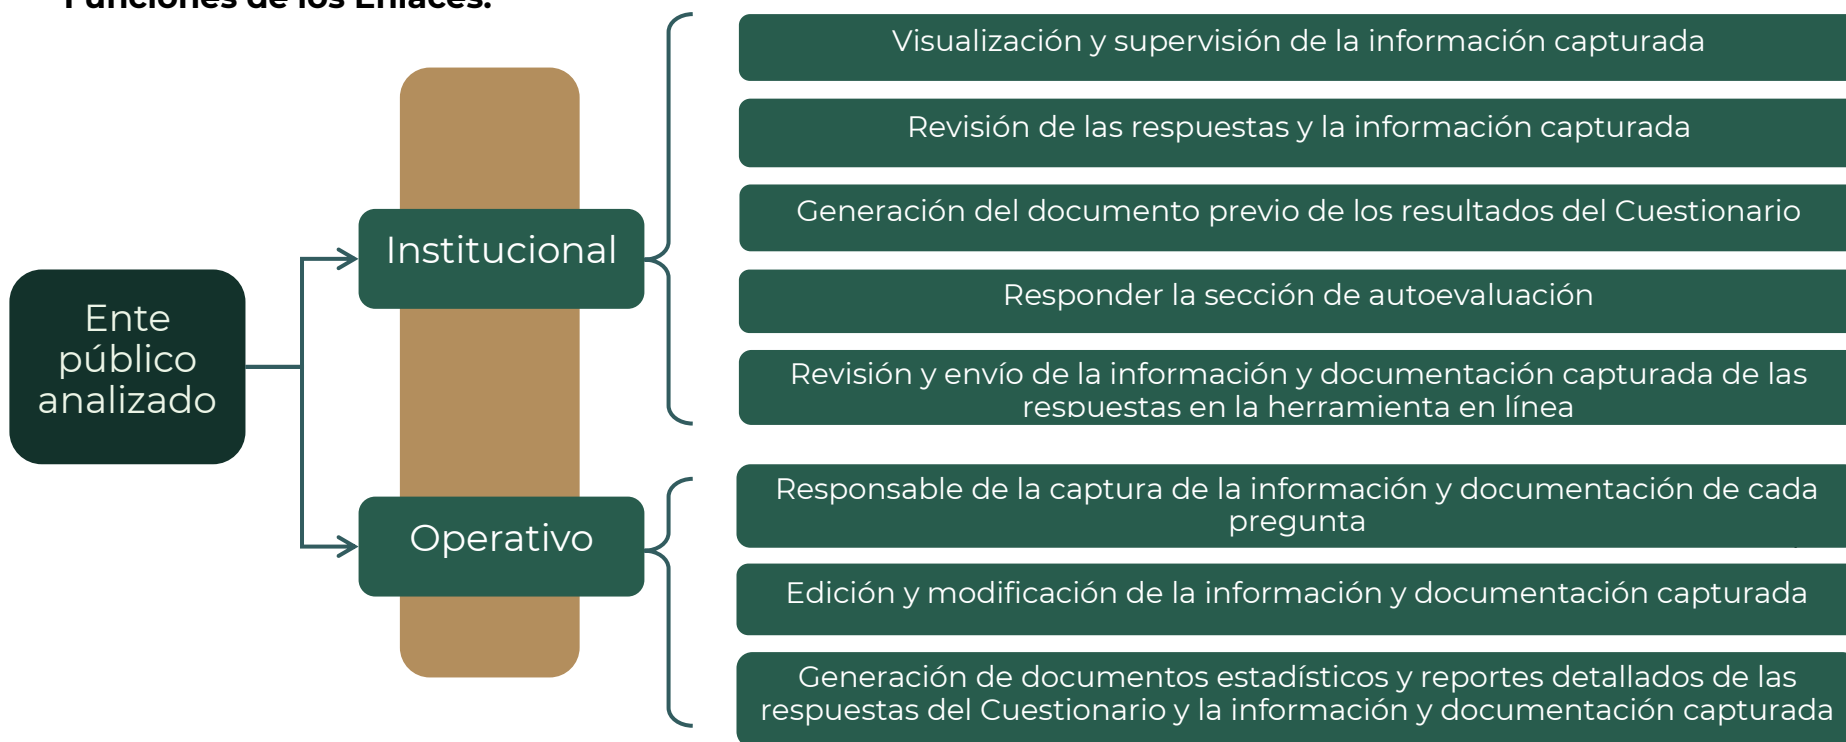 Funciones de los Enlaces.
Visualización y supervisión de la información capturada
Revisión de las respuestas y la información capturada
Generación del documento previo de los resultados del Cuestionario
Institucional
Responder la sección de autoevaluación
Revisión y envío de la información y documentación capturada de las
respuestas en la herramienta en línea
Ente
público
analizado
Operativo
Responsable de la captura de la información y documentación de cada
pregunta
Edición y modificación de la información y documentación capturada
Generación de documentos estadísticos y reportes detallados de las
respuestas del Cuestionario y la información y documentación capturada